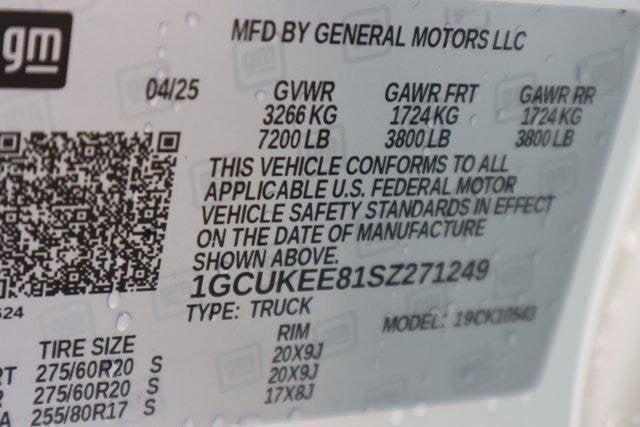 gm
MFD BY GENERAL MOTORS LLC
04/25 GVWR GAWR FRT GAWR RR
3266 KG 1724 KG 1724 KG
7200 LB 3800 LB 3800 LB
THIS VEHICLE CONFORMS TO ALL
APPLICABLE U.S. FEDERAL MOTOR
VEHICLE SAFETY STANDARDS IN EFFECT
ON THE DATE OF MANUFACTURE
SHOWN ABOVE.
1GCUKEE81SZ271249
TYPE: TRUCK MODEL: 19CK10543
TIRE SIZE RIM
RT 275/60R20 S 20X9J
R 275/60R20 S 20X9J
A 255/80R17 S 17X8J